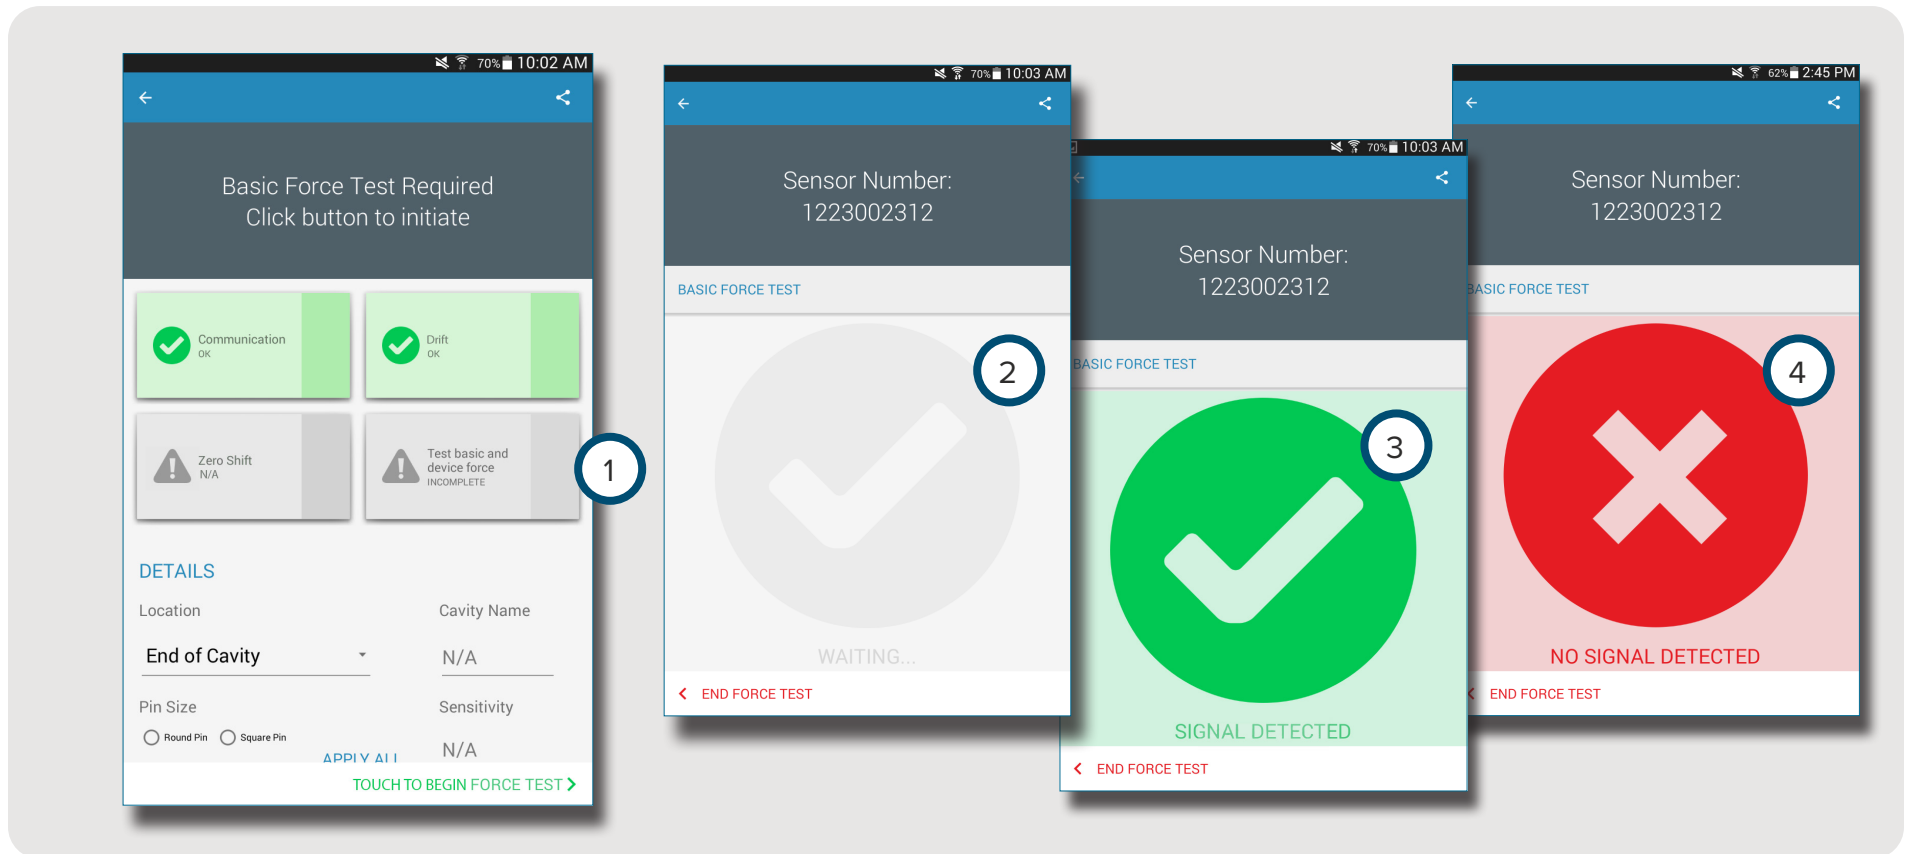 70% 10:02 AM
Basic Force Test Required
Click button to initiate
Communication
OK
Drift
OK
Zero Shift
N/A
Test basic and
device force
INCOMPLETE
1
DETAILS
Location
Cavity Name
End of Cavity
N/A
Pin Size
Sensitivity
Round Pin
Square Pin
APPLY ALL
N/A
TOUCH TO BEGIN FORCE TEST
70% 10:03 AM
Sensor Number:
1223002312
BASIC FORCE TEST
2
WAITING...
END FORCE TEST
70% 10:03 AM
Sensor Number:
1223002312
BASIC FORCE TEST
3
SIGNAL DETECTED
END FORCE TEST
62% 2:45 PM
Sensor Number:
1223002312
BASIC FORCE TEST
4
NO SIGNAL DETECTED
END FORCE TEST